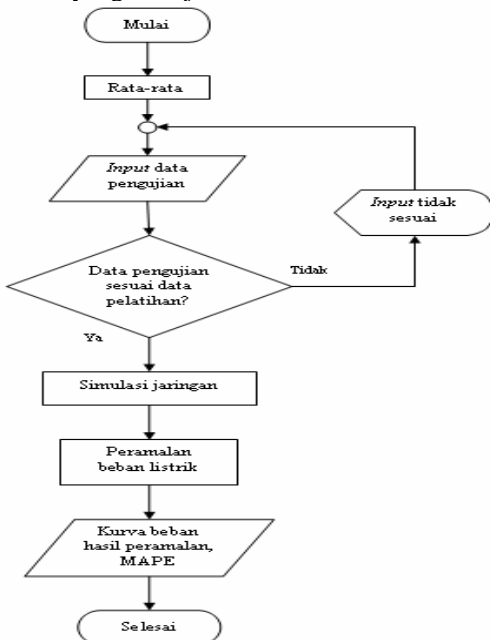 Mulai
Rata-rata
Input data
pengujian
Input tidak
sesuai
Data pengujian
sesuai data
pelatihan?
Tidak
Ya
Simulasi jaringan
Peramalan
beban listrik
Kurva beban
hasil peramalan,
MAPE
Selesai